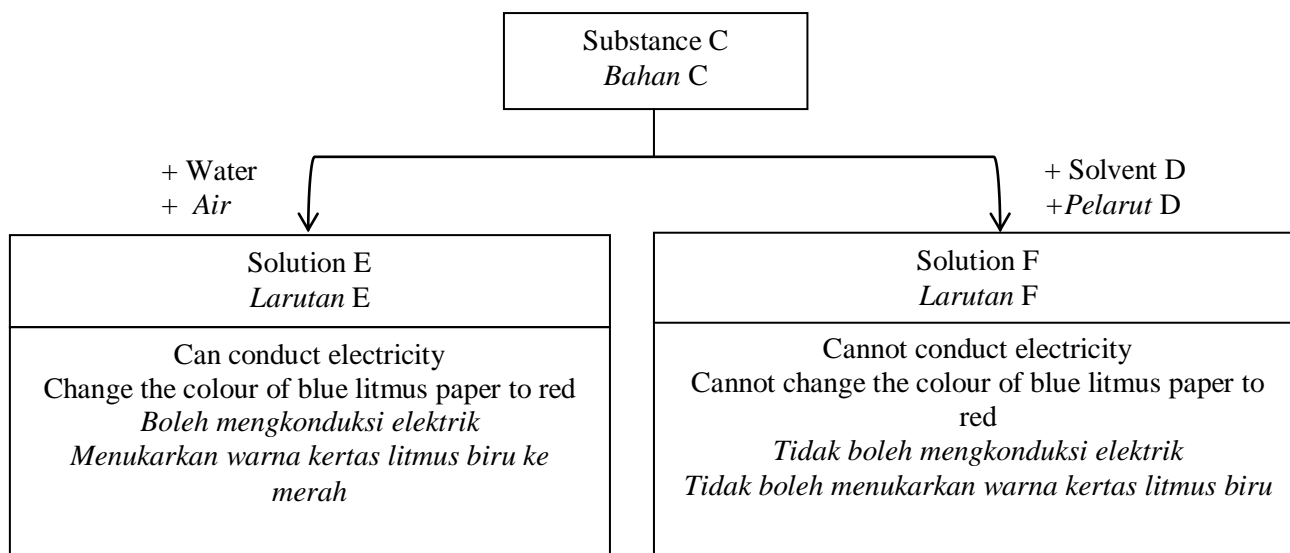 Substance C
Bahan C
+ Water
+ Air
+ Solvent D
+Pelarut D
Solution E
Larutan E
Can conduct electricity
Change the colour of blue litmus paper to red
Boleh mengkonduksi elektrik
Menukarkan warna kertas litmus biru ke
merah
Solution F
Larutan F
Cannot conduct electricity
Cannot change the colour of blue litmus paper to
red
Tidak boleh mengkonduksi elektrik
Tidak boleh menukarkan warna kertas litmus biru